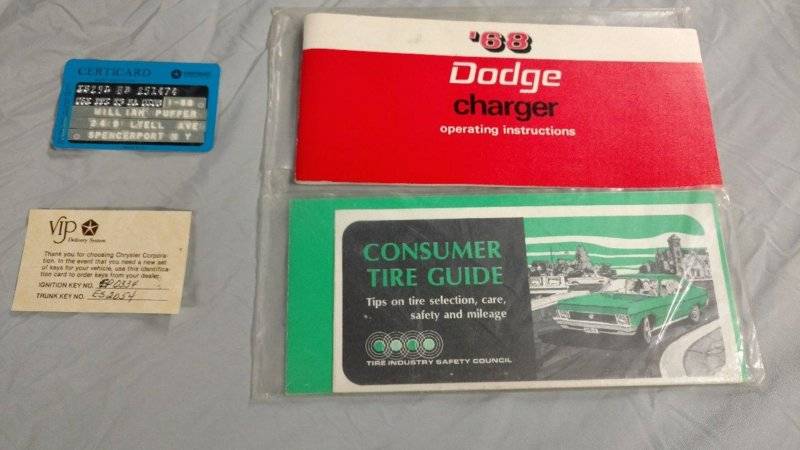 CERTICARD
WILLIAM PUFFER
LYELL AVE
SPENCERPORT N Y
VIP
Delivery System
Thank you for choosing Chrysler Corpora-
tion. In the event that you need a new set
of keys for your vehicle, use this identifica-
tion card to order keys from your dealer.
IGNITION KEY NO.
TRUNK KEY NO. ES2054
'68
Dodge
charger
operating instructions
CONSUMER
TIRE GUIDE
Tips on tire selection, care,
safety and mileage
TIRE INDUSTRY SAFETY COUNCIL